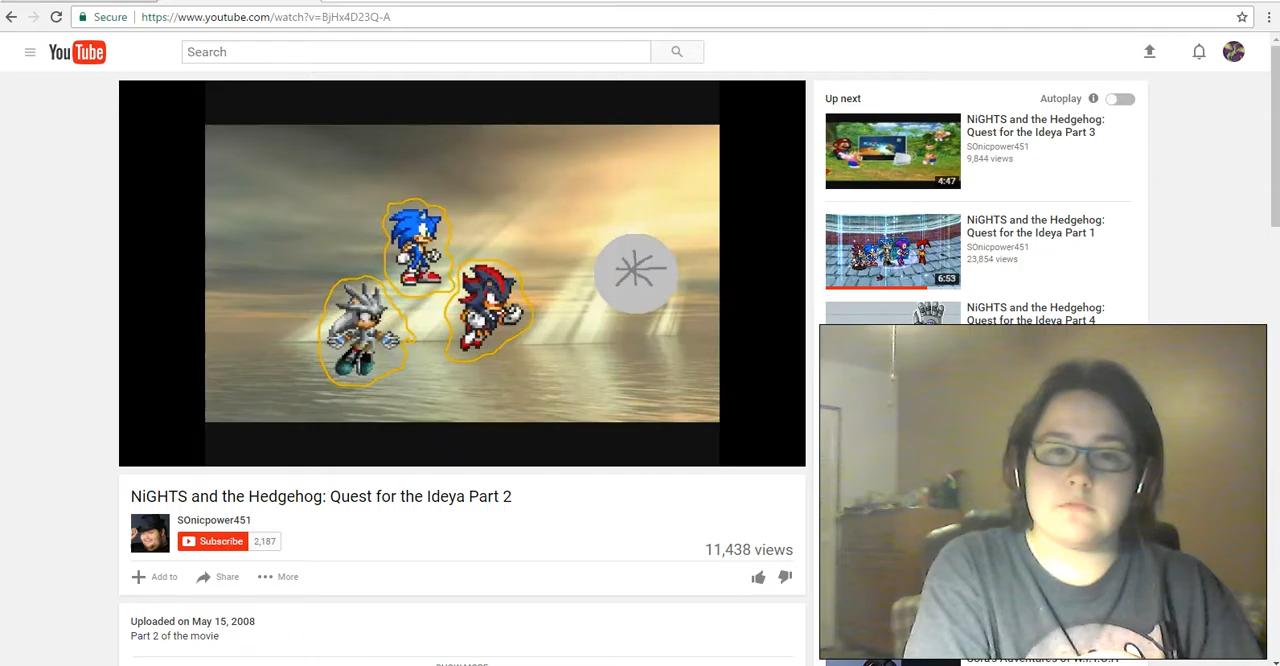 Secure
https://www.youtube.com/watch?v=BjHx4D23Q-A
YouTube
Search
Up next
Autoplay
NiGHTS and the Hedgehog:
Quest for the Ideya Part 3
SOnicpower451
9,844 views
4:47
NiGHTS and the Hedgehog:
Quest for the Ideya Part 1
SOnicpower451
23,854 views
6:53
NiGHTS and the Hedgehog:
Quest for the Ideya Part 4
NiGHTS and the Hedgehog: Quest for the Ideya Part 2
SOnicpower451
Subscribe 2,187
11,438 views
Add to Share More
Uploaded on May 15, 2008
Part 2 of the movie
SHOW MORE